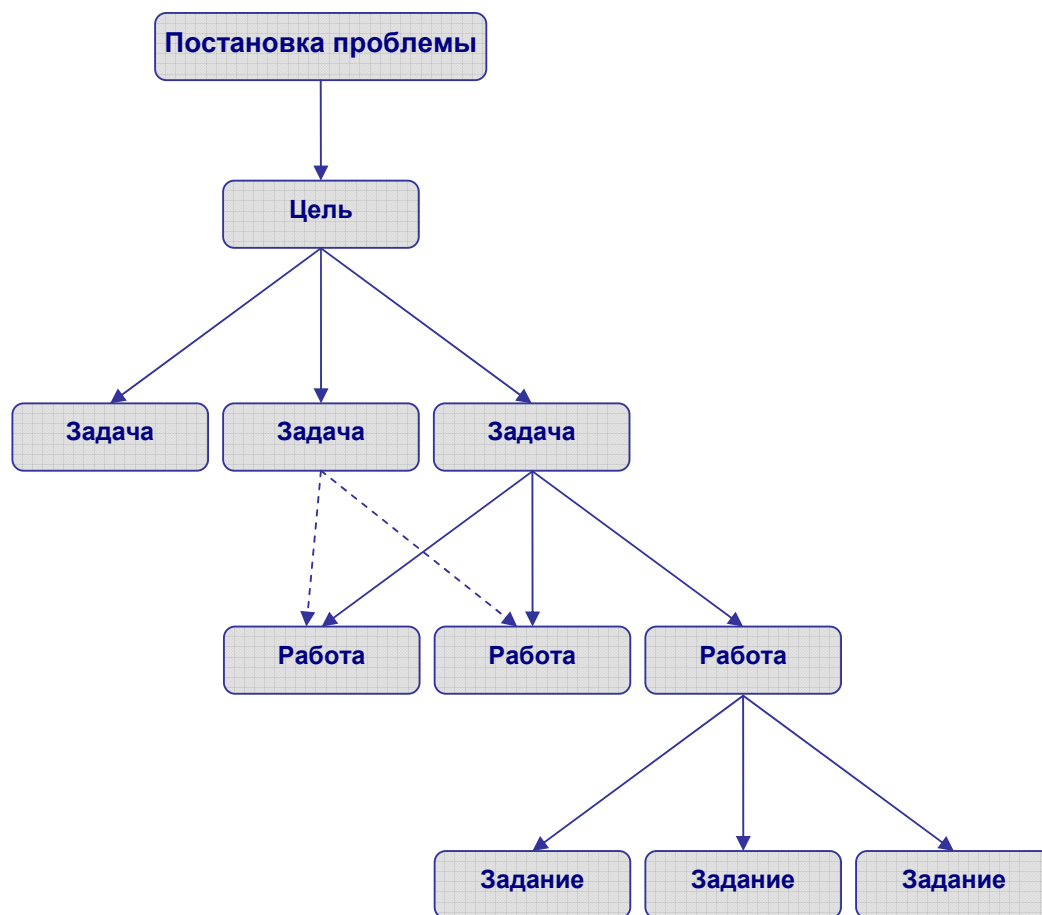 Постановка проблемы
Цель
Задача
Задача
Задача
Работа
Работа
Работа
Задание
Задание
Задание